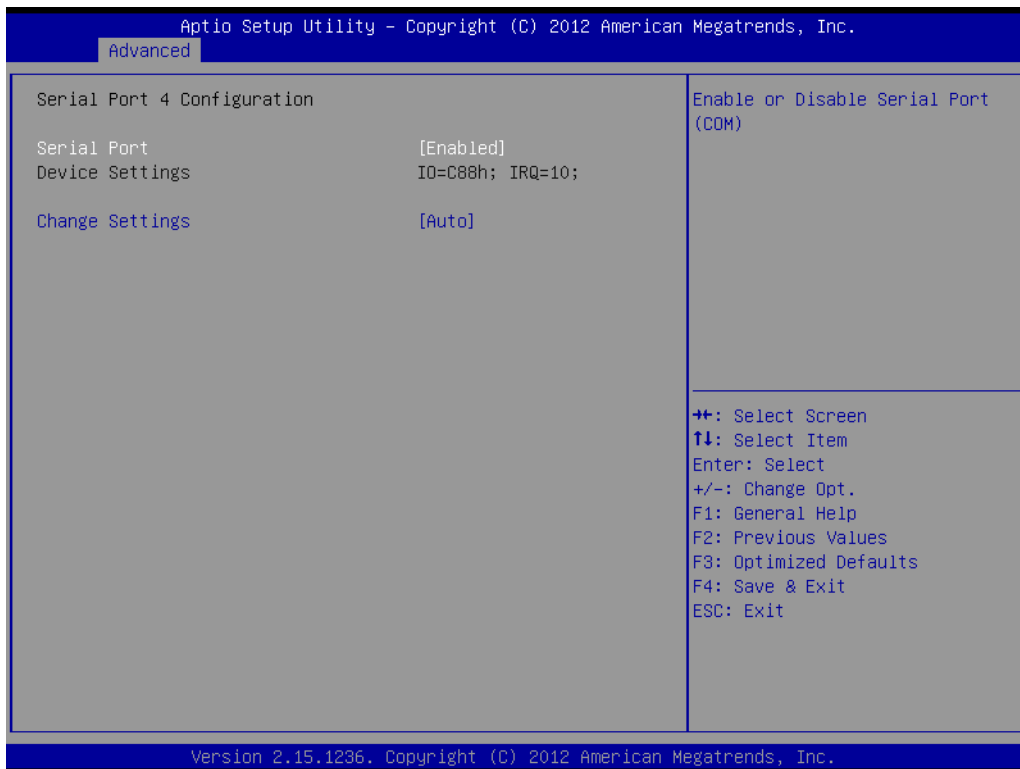 Aptio Setup Utility – Copyright (C) 2012 American Megatrends, Inc.
Advanced
Serial Port 4 Configuration
Serial Port [Enabled]
Device Settings IO=C88h; IRQ=10;
Change Settings [Auto]
Enable or Disable Serial Port
(COM)
→←: Select Screen
↑↓: Select Item
Enter: Select
+/-: Change Opt.
F1: General Help
F2: Previous Values
F3: Optimized Defaults
F4: Save & Exit
ESC: Exit
Version 2.15.1236. Copyright (C) 2012 American Megatrends, Inc.